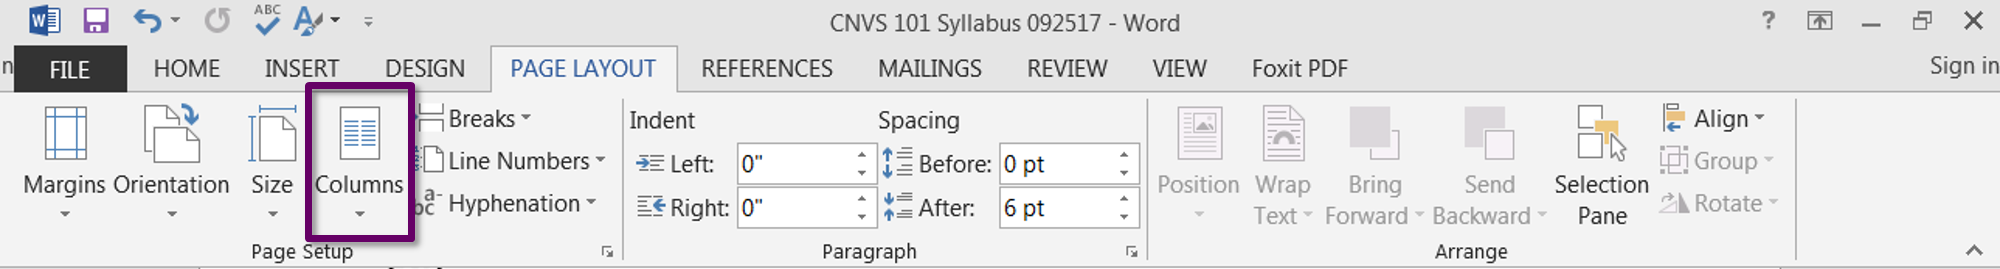 ABC
CNVS 101 Syllabus 092517 - Word
?
n FILE HOME INSERT DESIGN PAGE LAYOUT REFERENCES MAILINGS REVIEW VIEW Foxit PDF Sign in
Margins
Orientation
Size
Columns
Breaks
Line Numbers
a-
bc Hyphenation
Page Setup
Indent
Left: 0"
Right: 0"
Spacing
Before: 0 pt
After: 6 pt
Paragraph
Position
Wrap
Text
Bring
Forward
Send
Backward
Selection
Pane
Align
Group
Rotate
Arrange